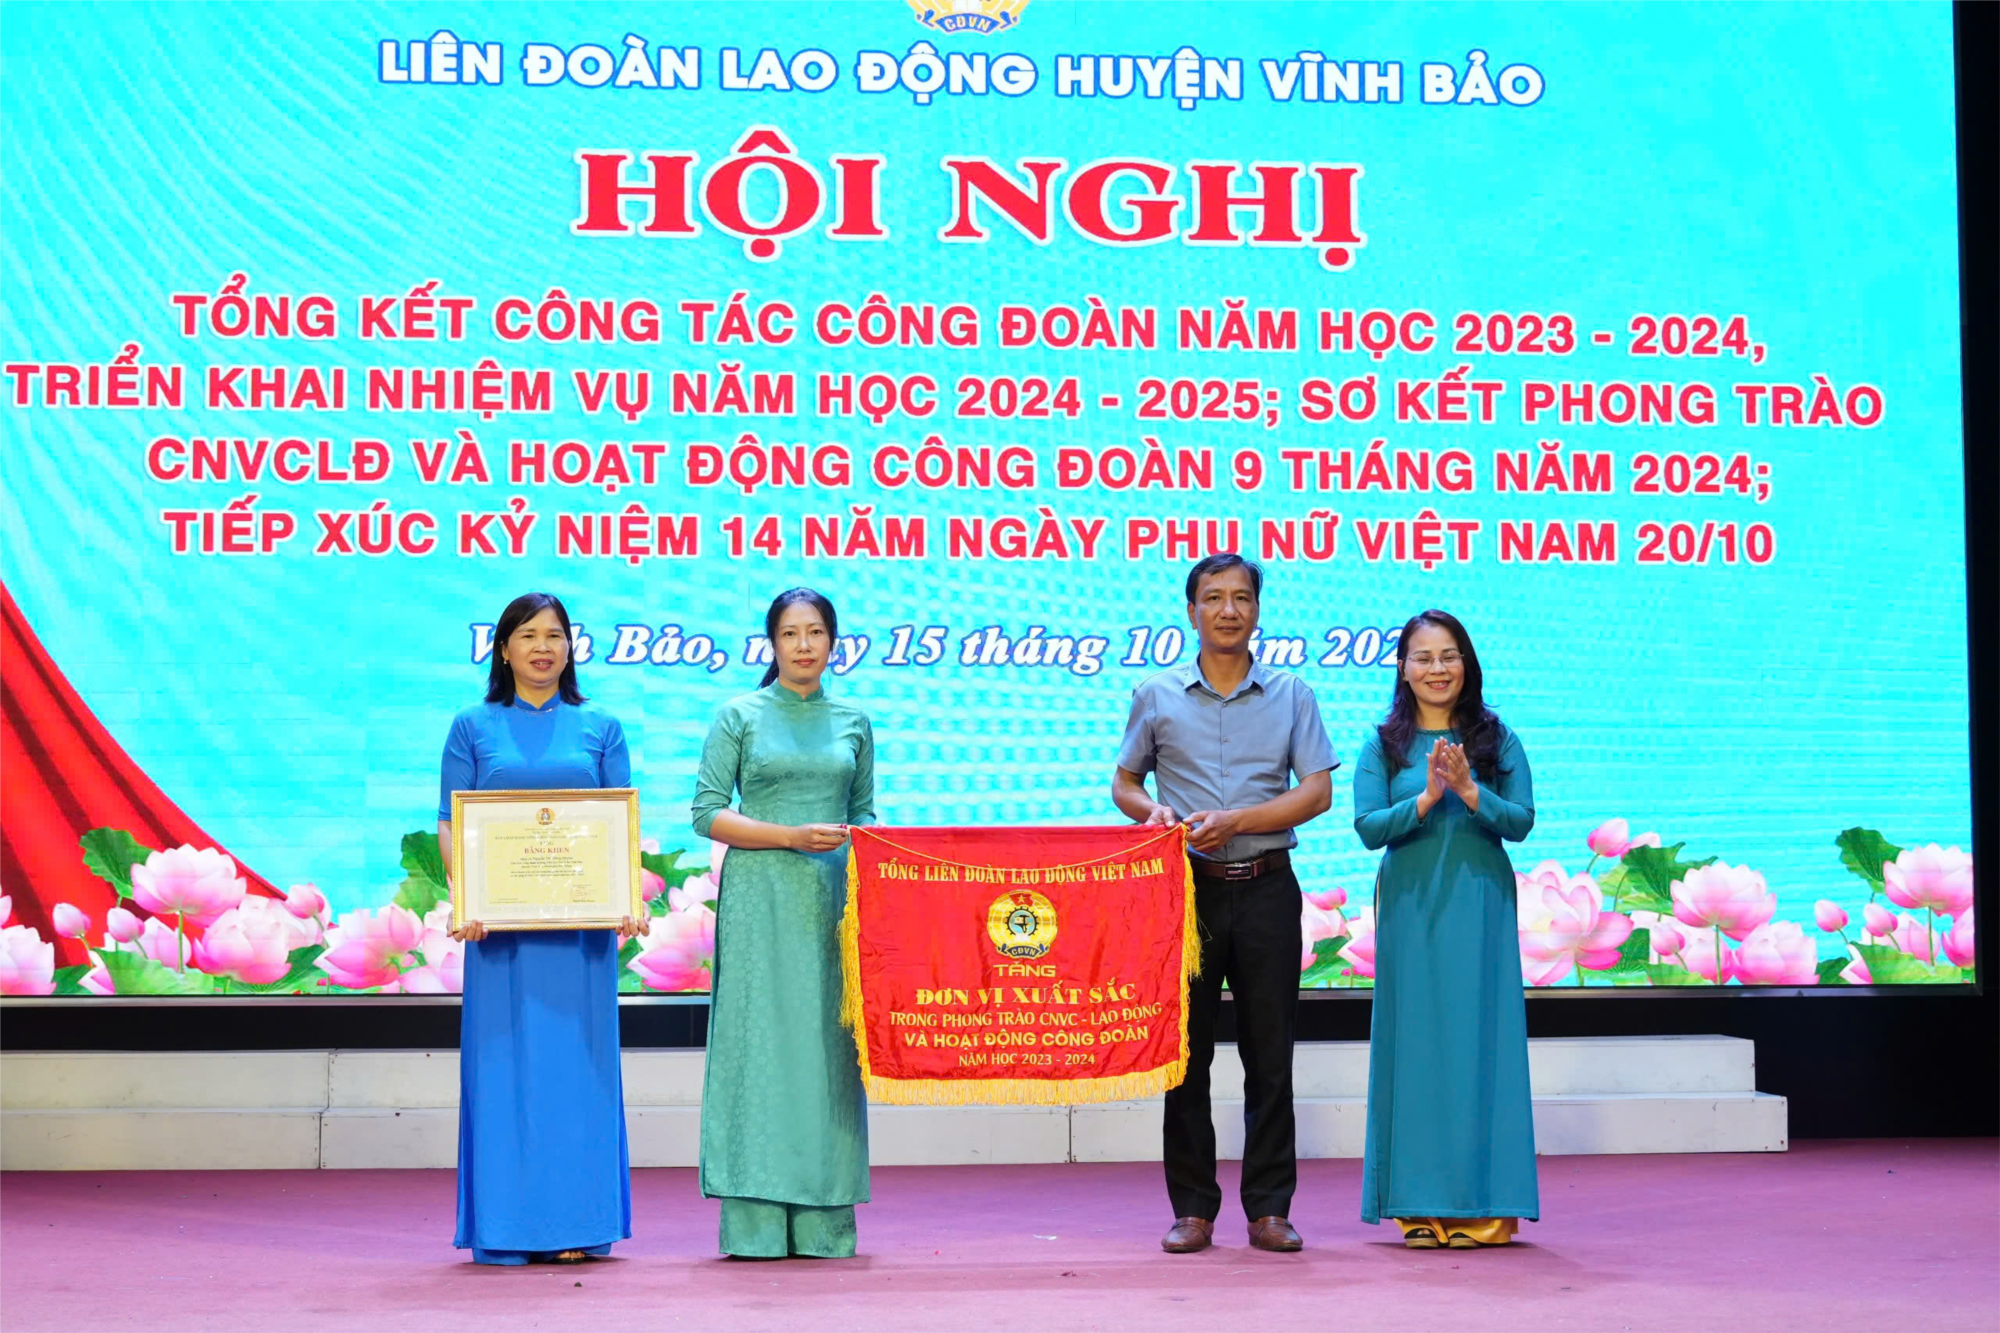 CĐVN
LIÊN ĐOÀN LAO ĐỘNG HUYỆN VĨNH BẢO
HỘI NGHỊ
TỔNG KẾT CÔNG TÁC CÔNG ĐOÀN NĂM HỌC 2023 - 2024,
TRIỂN KHAI NHIỆM VỤ NĂM HỌC 2024 - 2025; SƠ KẾT PHONG TRÀO
CNVCLĐ VÀ HOẠT ĐỘNG CÔNG ĐOÀN 9 THÁNG NĂM 2024;
TIẾP XÚC KỶ NIỆM 14 NĂM NGÀY PHỤ NỮ VIỆT NAM 20/10
Bảo, 15 tháng 10
BẰNG KHEN
TỔNG LIÊN ĐOÀN LAO ĐỘNG VIỆT NAM
CĐVN
TẶNG
ĐƠN VỊ XUẤT SẮC
TRONG PHONG TRÀO CNVC - LAO ĐỘNG
VÀ HOẠT ĐỘNG CÔNG ĐOÀN
NĂM HỌC 2023 - 2024